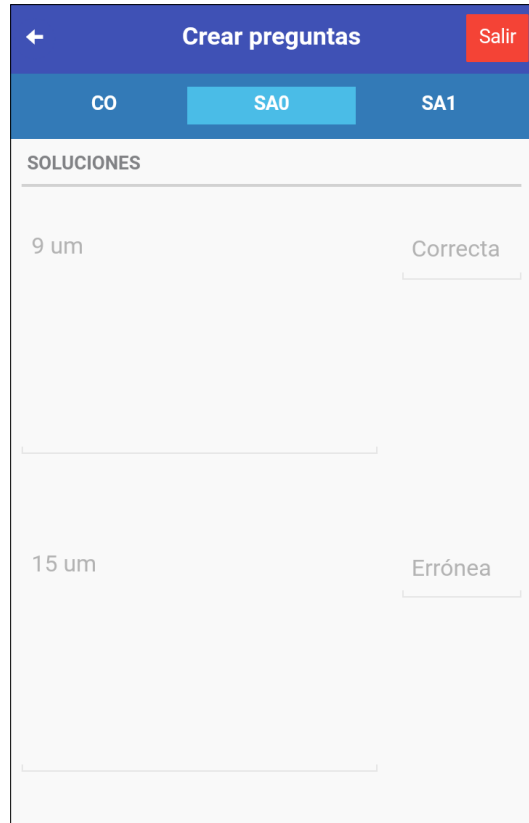 Crear preguntas
Salir
CO
SA0
SA1
SOLUCIONES
9 um
Correcta
15 um
Errónea